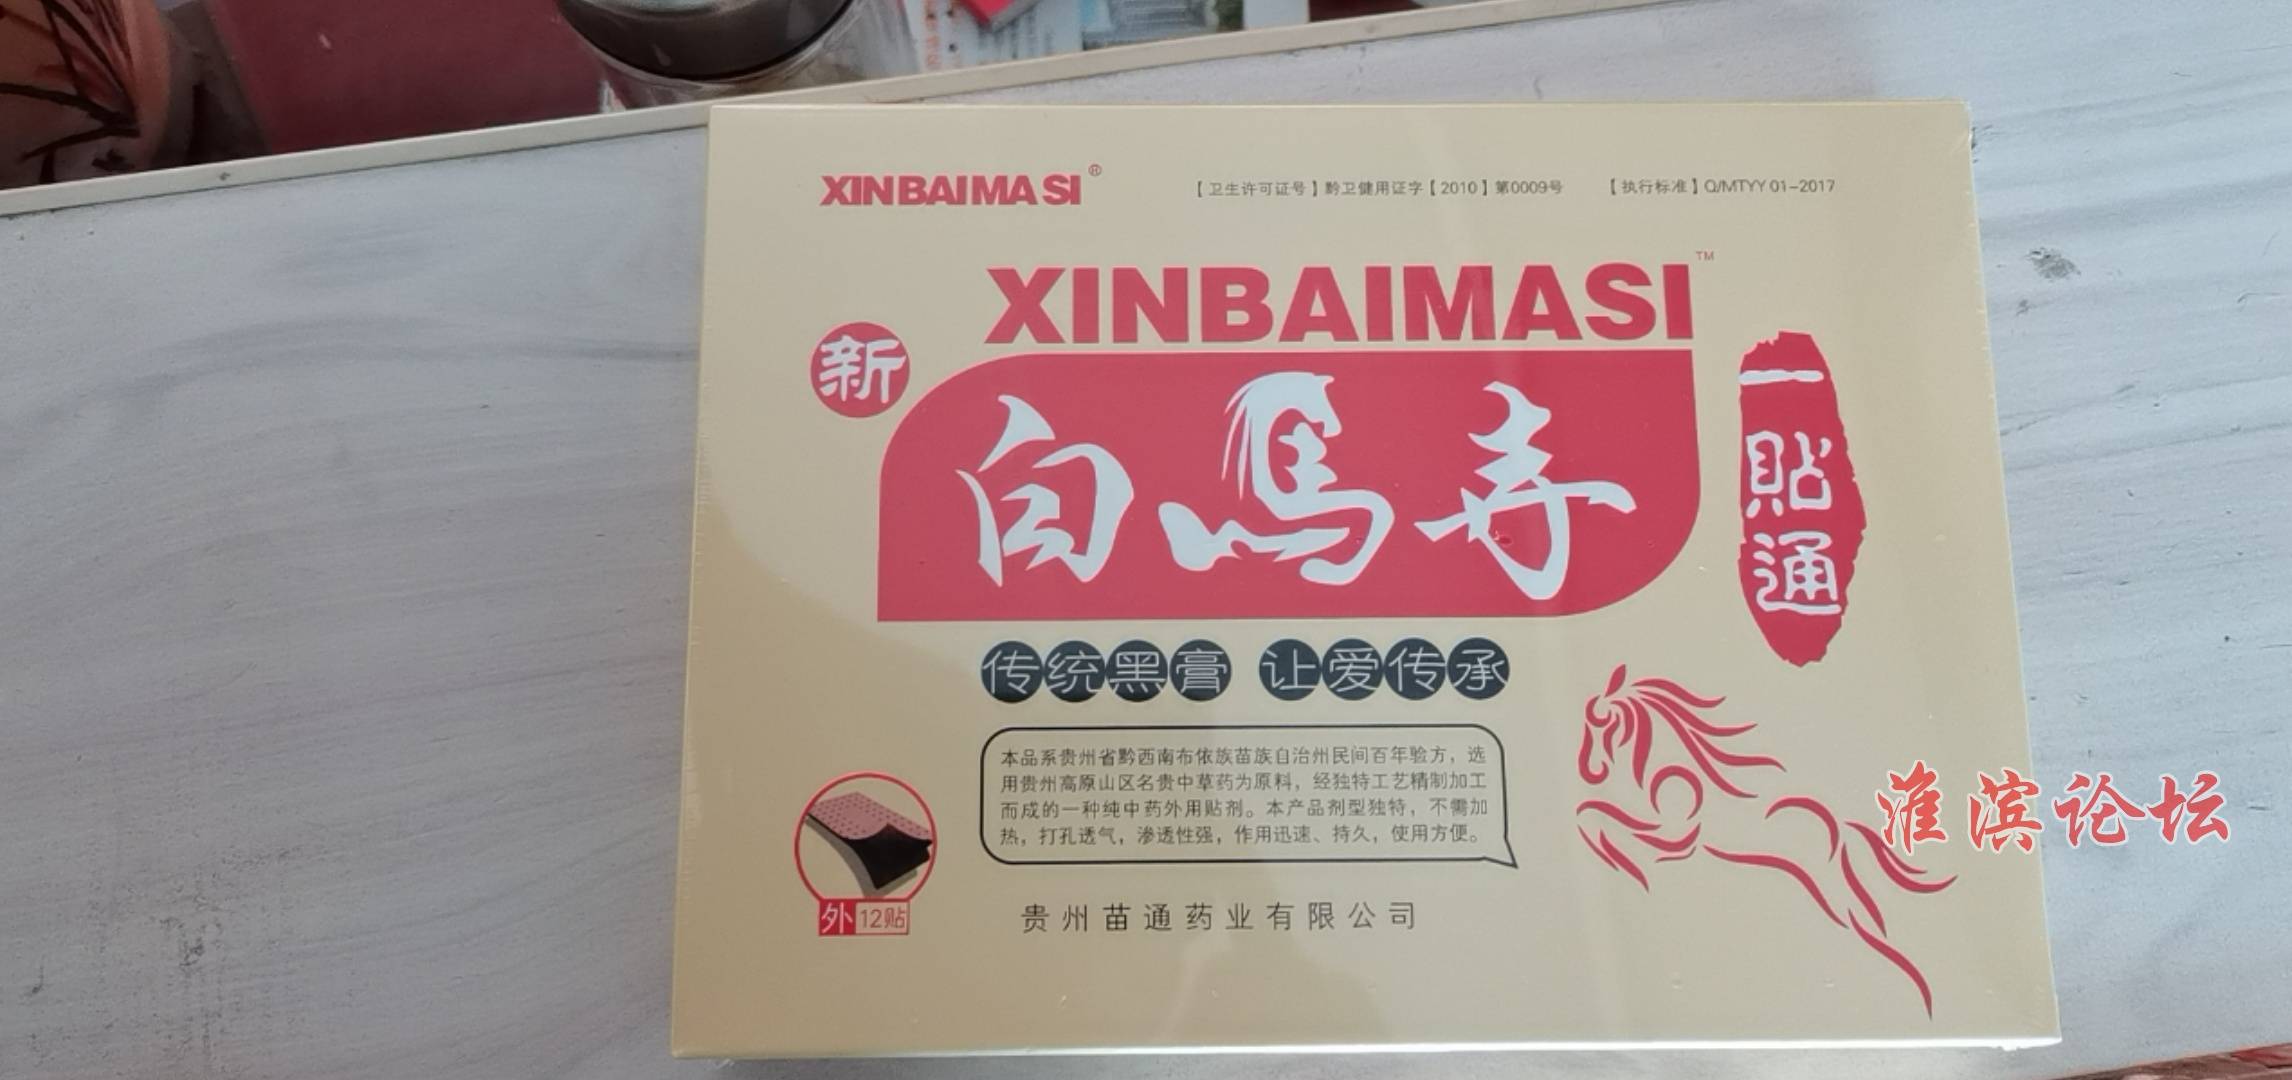 XINBAIMASI®
【卫生许可证号】黔卫健用证字【2010】第0009号 【执行标准】Q/MTYY 01-2017
XINBAIMASI™
新
白馬寺
一貼通
传统黑膏 让爱传承
本品系贵州省黔西南布依族苗族自治州民间百年验方，选
用贵州高原山区名贵中草药为原料，经独特工艺精制加工
而成的一种纯中药外用贴剂。本产品剂型独特，不需加
热，打孔透气，渗透性强，作用迅速、持久，使用方便。
外 12贴
贵州苗通药业有限公司
淮滨论坛